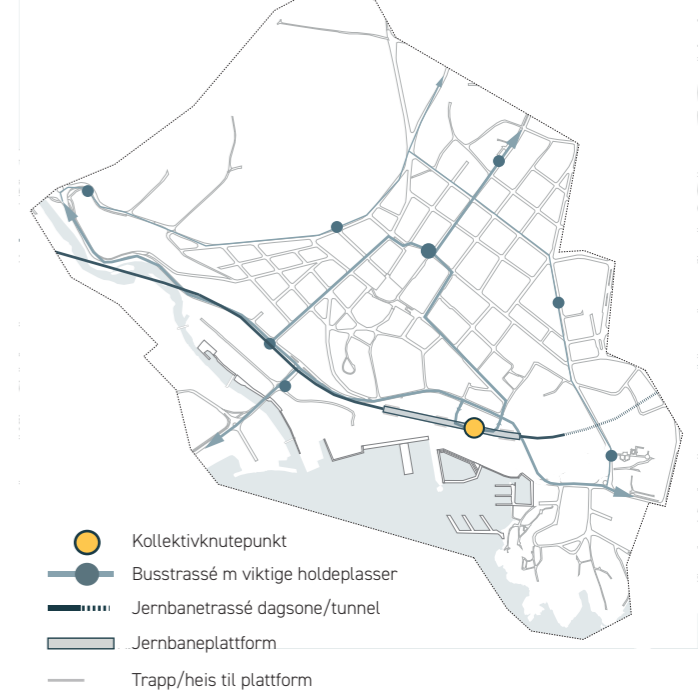 Kollektivknutepunkt
Busstrassé m viktige holdeplasser
Jernbanetrassé dagsone/tunnel
Jernbaneplattform
Trapp/heis til plattform